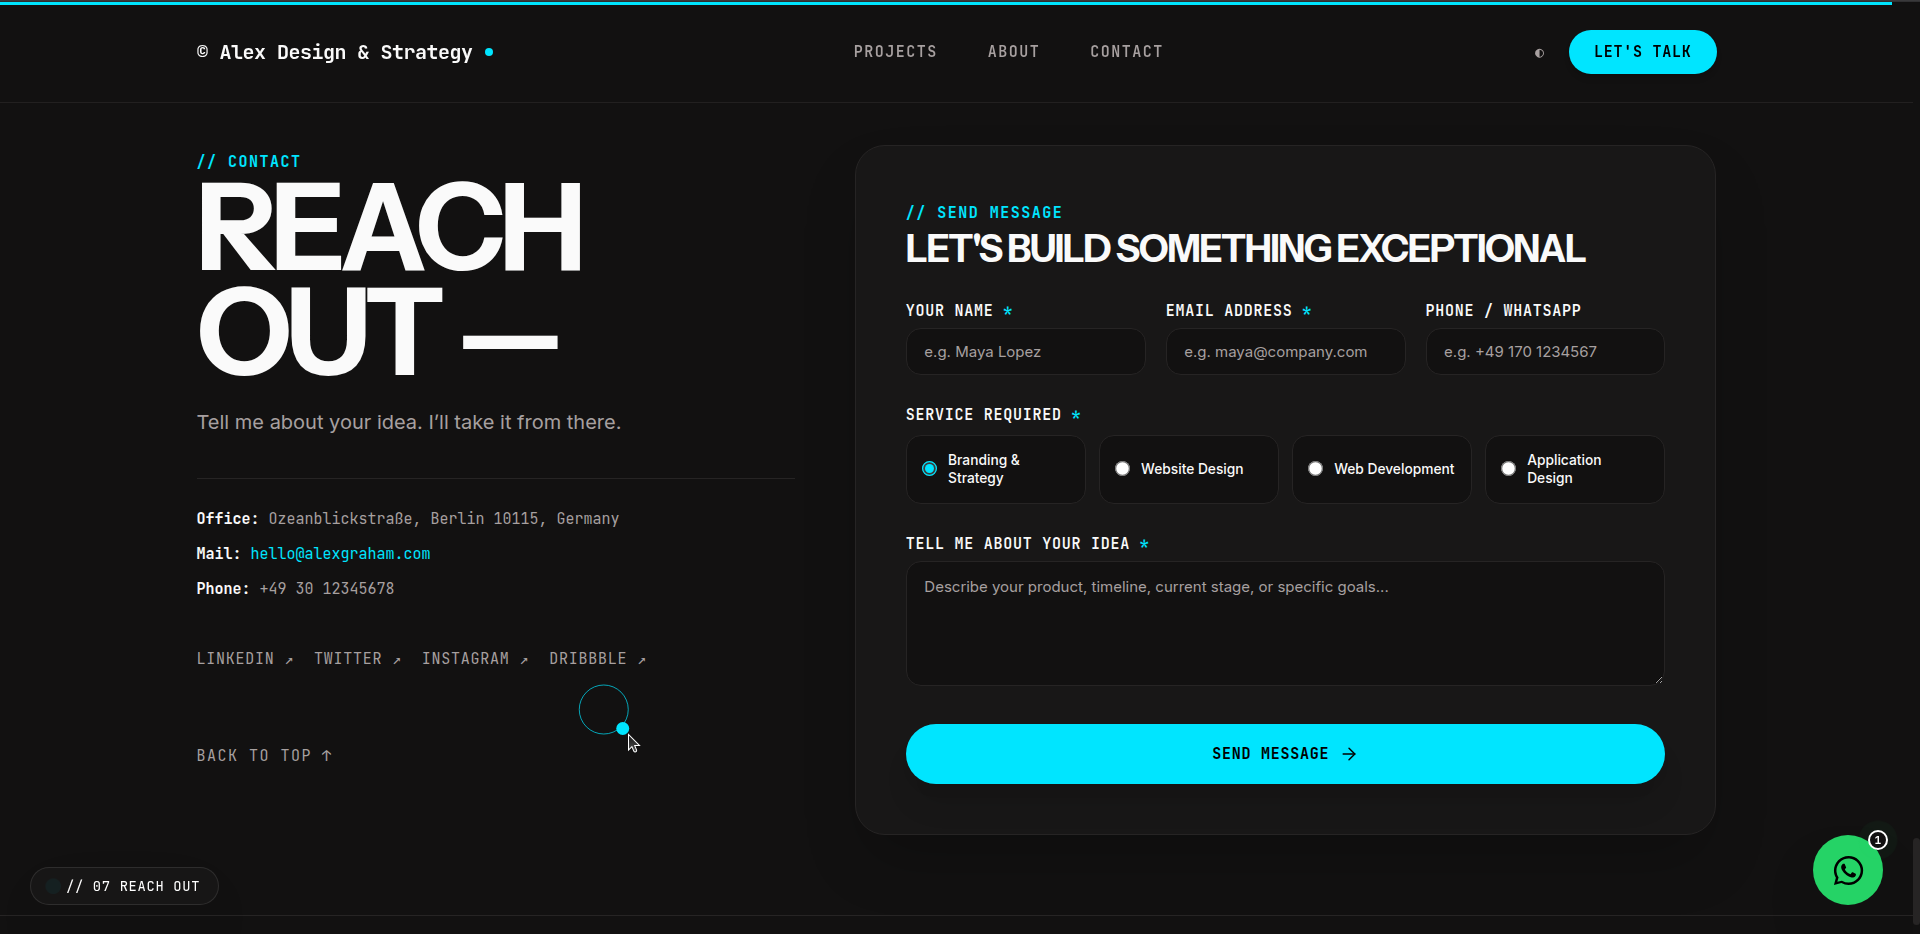 © Alex Design & Strategy
PROJECTS ABOUT CONTACT
LET'S TALK
// CONTACT
REACH
OUT —
Tell me about your idea. I’ll take it from there.
Office: Ozeanblickstraße, Berlin 10115, Germany
Mail: hello@alexgraham.com
Phone: +49 30 12345678
LINKEDIN ↗ TWITTER ↗ INSTAGRAM ↗ DRIBBBLE ↗
BACK TO TOP ↑
// SEND MESSAGE
LET'S BUILD SOMETHING EXCEPTIONAL
YOUR NAME * EMAIL ADDRESS * PHONE / WHATSAPP
e.g. Maya Lopez e.g. maya@company.com e.g. +49 170 1234567
SERVICE REQUIRED *
Branding &
Strategy
Website Design
Web Development
Application
Design
TELL ME ABOUT YOUR IDEA *
Describe your product, timeline, current stage, or specific goals...
SEND MESSAGE →
// 07 REACH OUT
1